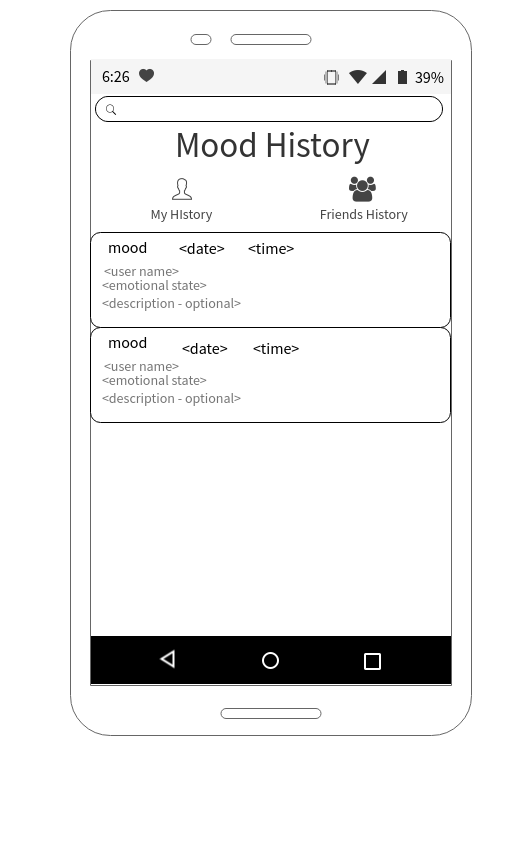 6:26 39%
Mood History
My HIstory Friends History
mood <date> <time>
<user name>
<emotional state>
<description - optional>
mood <date> <time>
<user name>
<emotional state>
<description - optional>